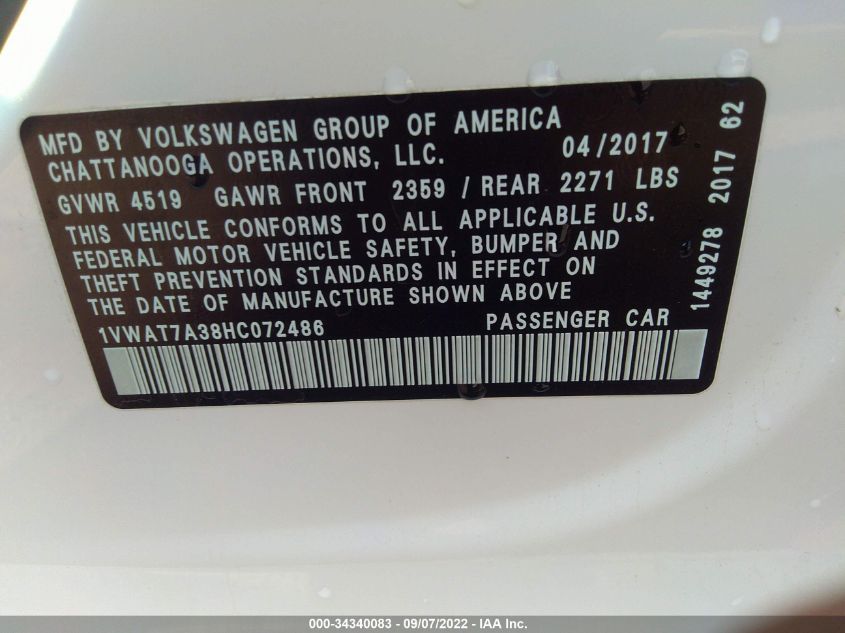 MFD BY VOLKSWAGEN GROUP OF AMERICA
CHATTANOOGA OPERATIONS, LLC. 04/2017
GVWR 4519 GAWR FRONT 2359 / REAR 2271 LBS
THIS VEHICLE CONFORMS TO ALL APPLICABLE U.S.
FEDERAL MOTOR VEHICLE SAFETY, BUMPER AND
THEFT PREVENTION STANDARDS IN EFFECT ON
THE DATE OF MANUFACTURE SHOWN ABOVE
1VWAT7A38HC072486 PASSENGER CAR
1449278 2017 62
000-34340083 - 09/07/2022 - IAA Inc.